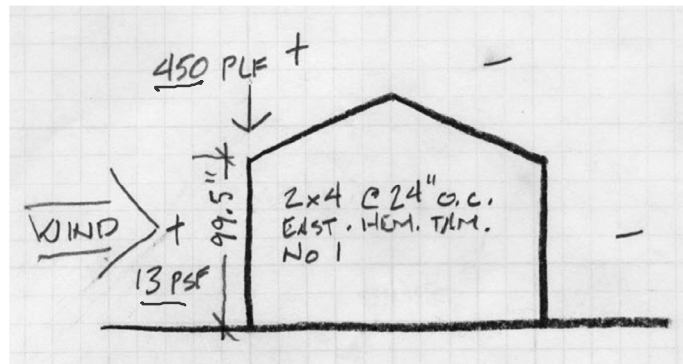 450 PLF +
−
99.5"
2x4 @ 24" o.c.
EAST. HEM. TAM.
NO 1
WIND +
−
13 PSF